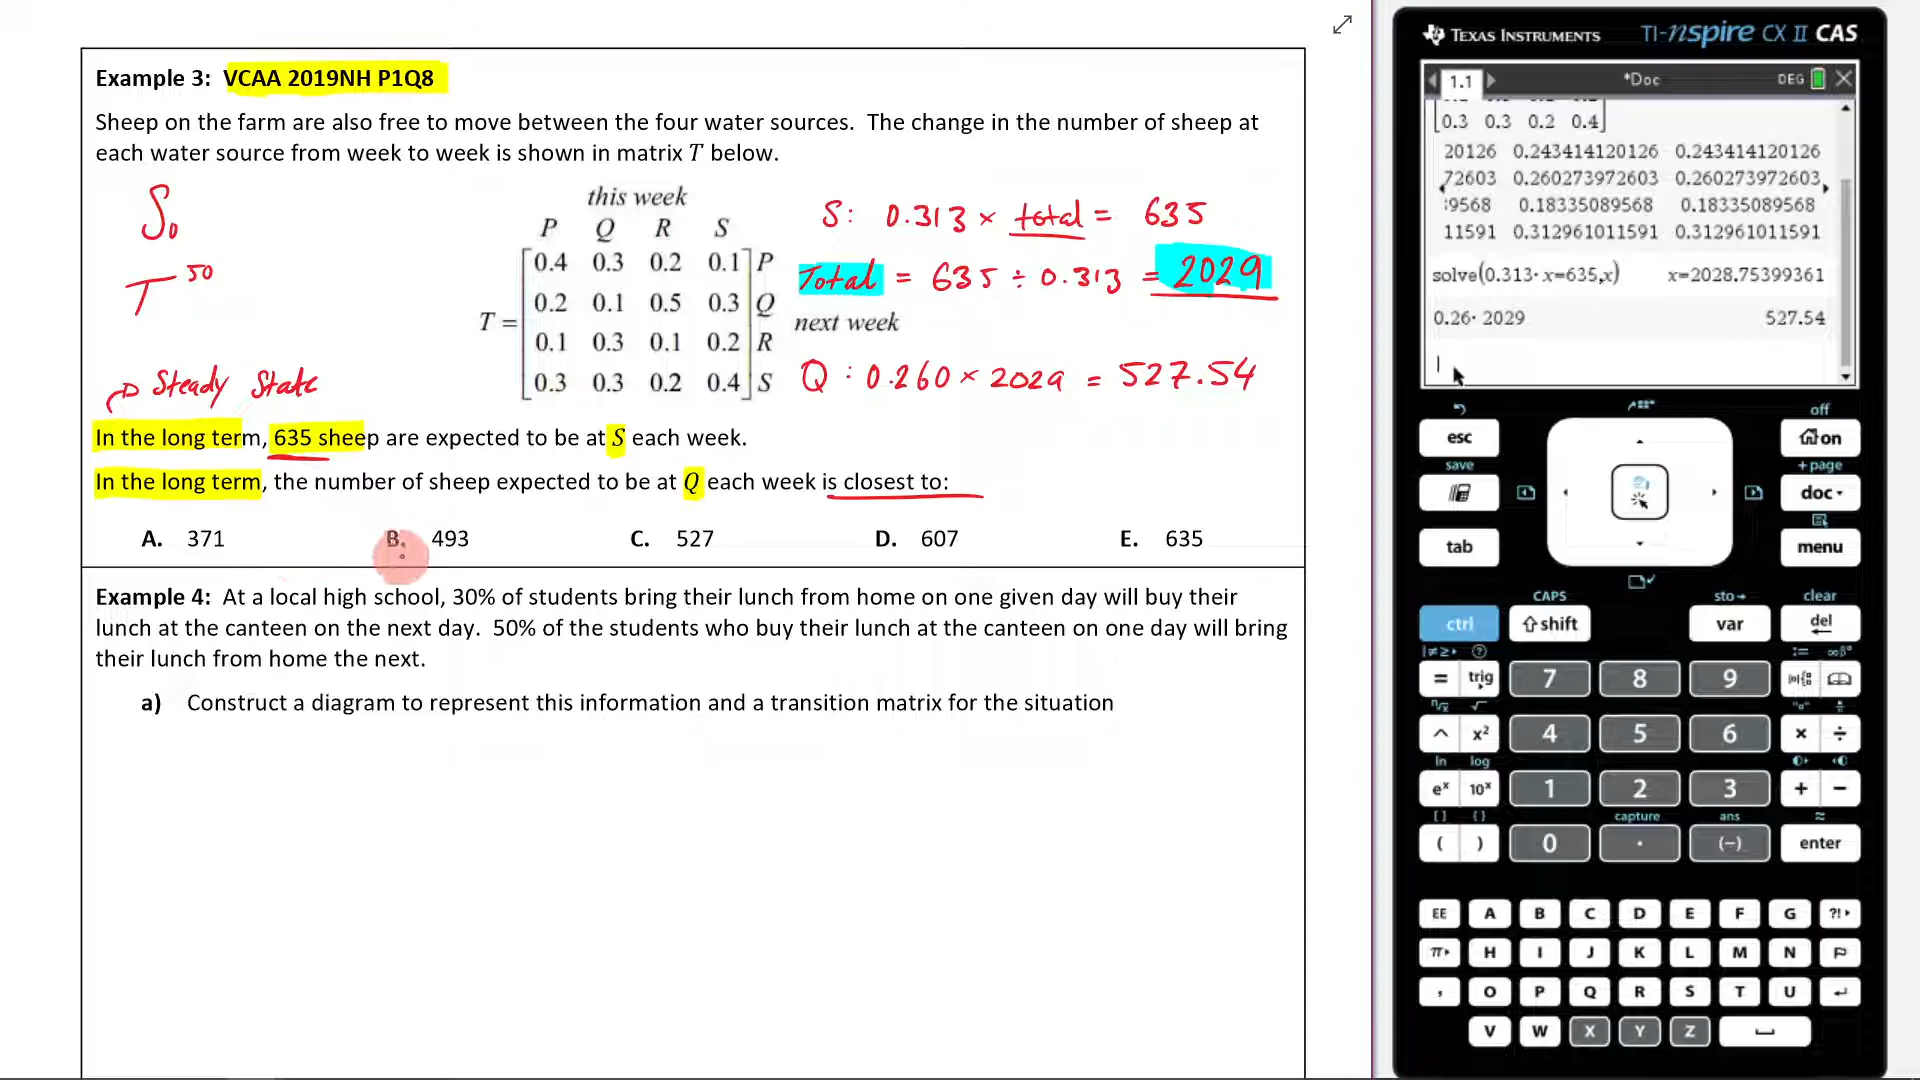 Example 3: VCAA 2019NH P1Q8
Sheep on the farm are also free to move between the four water sources. The change in the number of sheep at
each water source from week to week is shown in matrix T below.
S₀
T⁵⁰
this week
P Q R S
T =
0.4 0.3 0.2 0.1 P
0.2 0.1 0.5 0.3 Q
0.1 0.3 0.1 0.2 R
0.3 0.3 0.2 0.4 S
next week
S: 0.313 × total = 635
Total = 635 ÷ 0.313 = 2029
Q : 0.260 × 2029 = 527.54
Steady State
In the long term, 635 sheep are expected to be at S each week.
In the long term, the number of sheep expected to be at Q each week is closest to:
A. 371 B. 493 C. 527 D. 607 E. 635
Example 4: At a local high school, 30% of students bring their lunch from home on one given day will buy their
lunch at the canteen on the next day. 50% of the students who buy their lunch at the canteen on one day will bring
their lunch from home the next.
a) Construct a diagram to represent this information and a transition matrix for the situation
TEXAS INSTRUMENTS TI-nspire CX II CAS
1.1 *Doc DEG
0.3 0.3 0.2 0.4
20126 0.243414120126 0.243414120126
72603 0.260273972603 0.260273972603
9568 0.18335089568 0.18335089568
11591 0.312961011591 0.312961011591
solve(0.313·x=635,x) x=2028.75399361
0.26·2029 527.54
off
esc on
save +page
doc
tab menu
CAPS sto→ clear
ctrl shift var del
= trig 7 8 9
^ x² 4 5 6 × ÷
ln log
eˣ 10ˣ 1 2 3 + −
[] {} capture ans ≈
( ) 0 . (−) enter
EE A B C D E F G ?!
π H I J K L M N
, O P Q R S T U
V W X Y Z